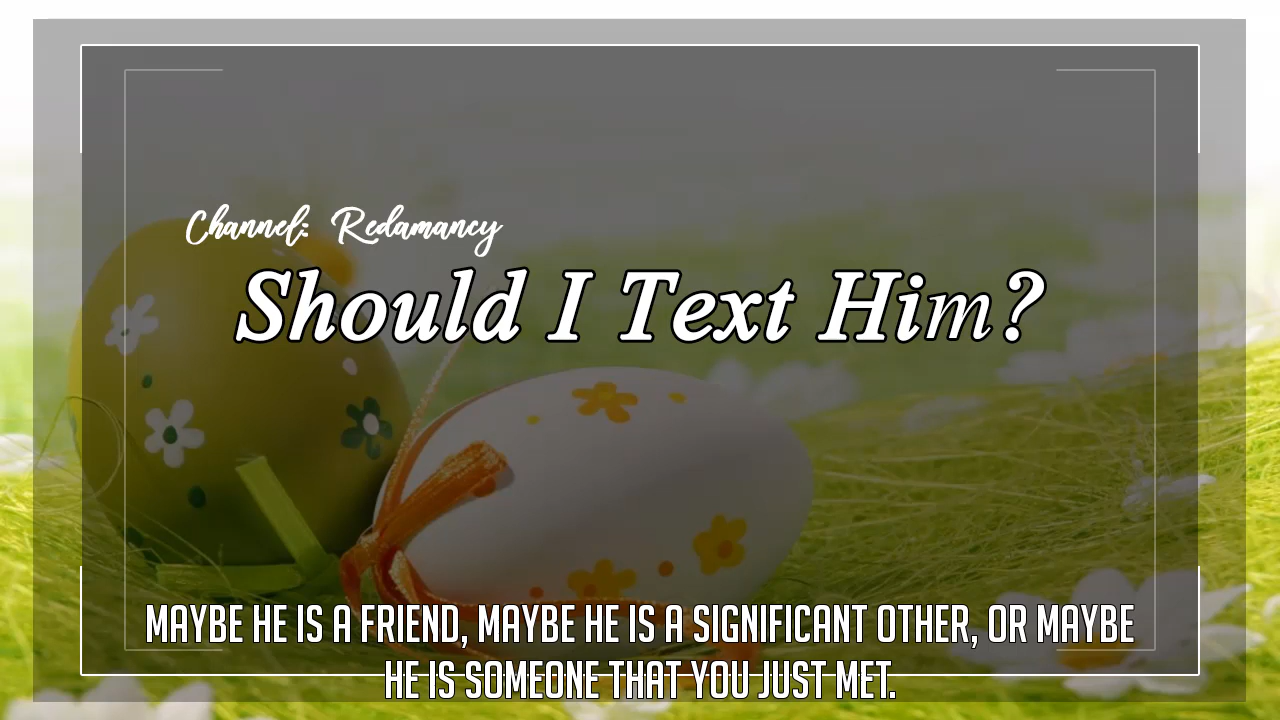 Channel: Redamancy
Should I Text Him?
MAYBE HE IS A FRIEND, MAYBE HE IS A SIGNIFICANT OTHER, OR MAYBE
HE IS SOMEONE THAT YOU JUST MET.